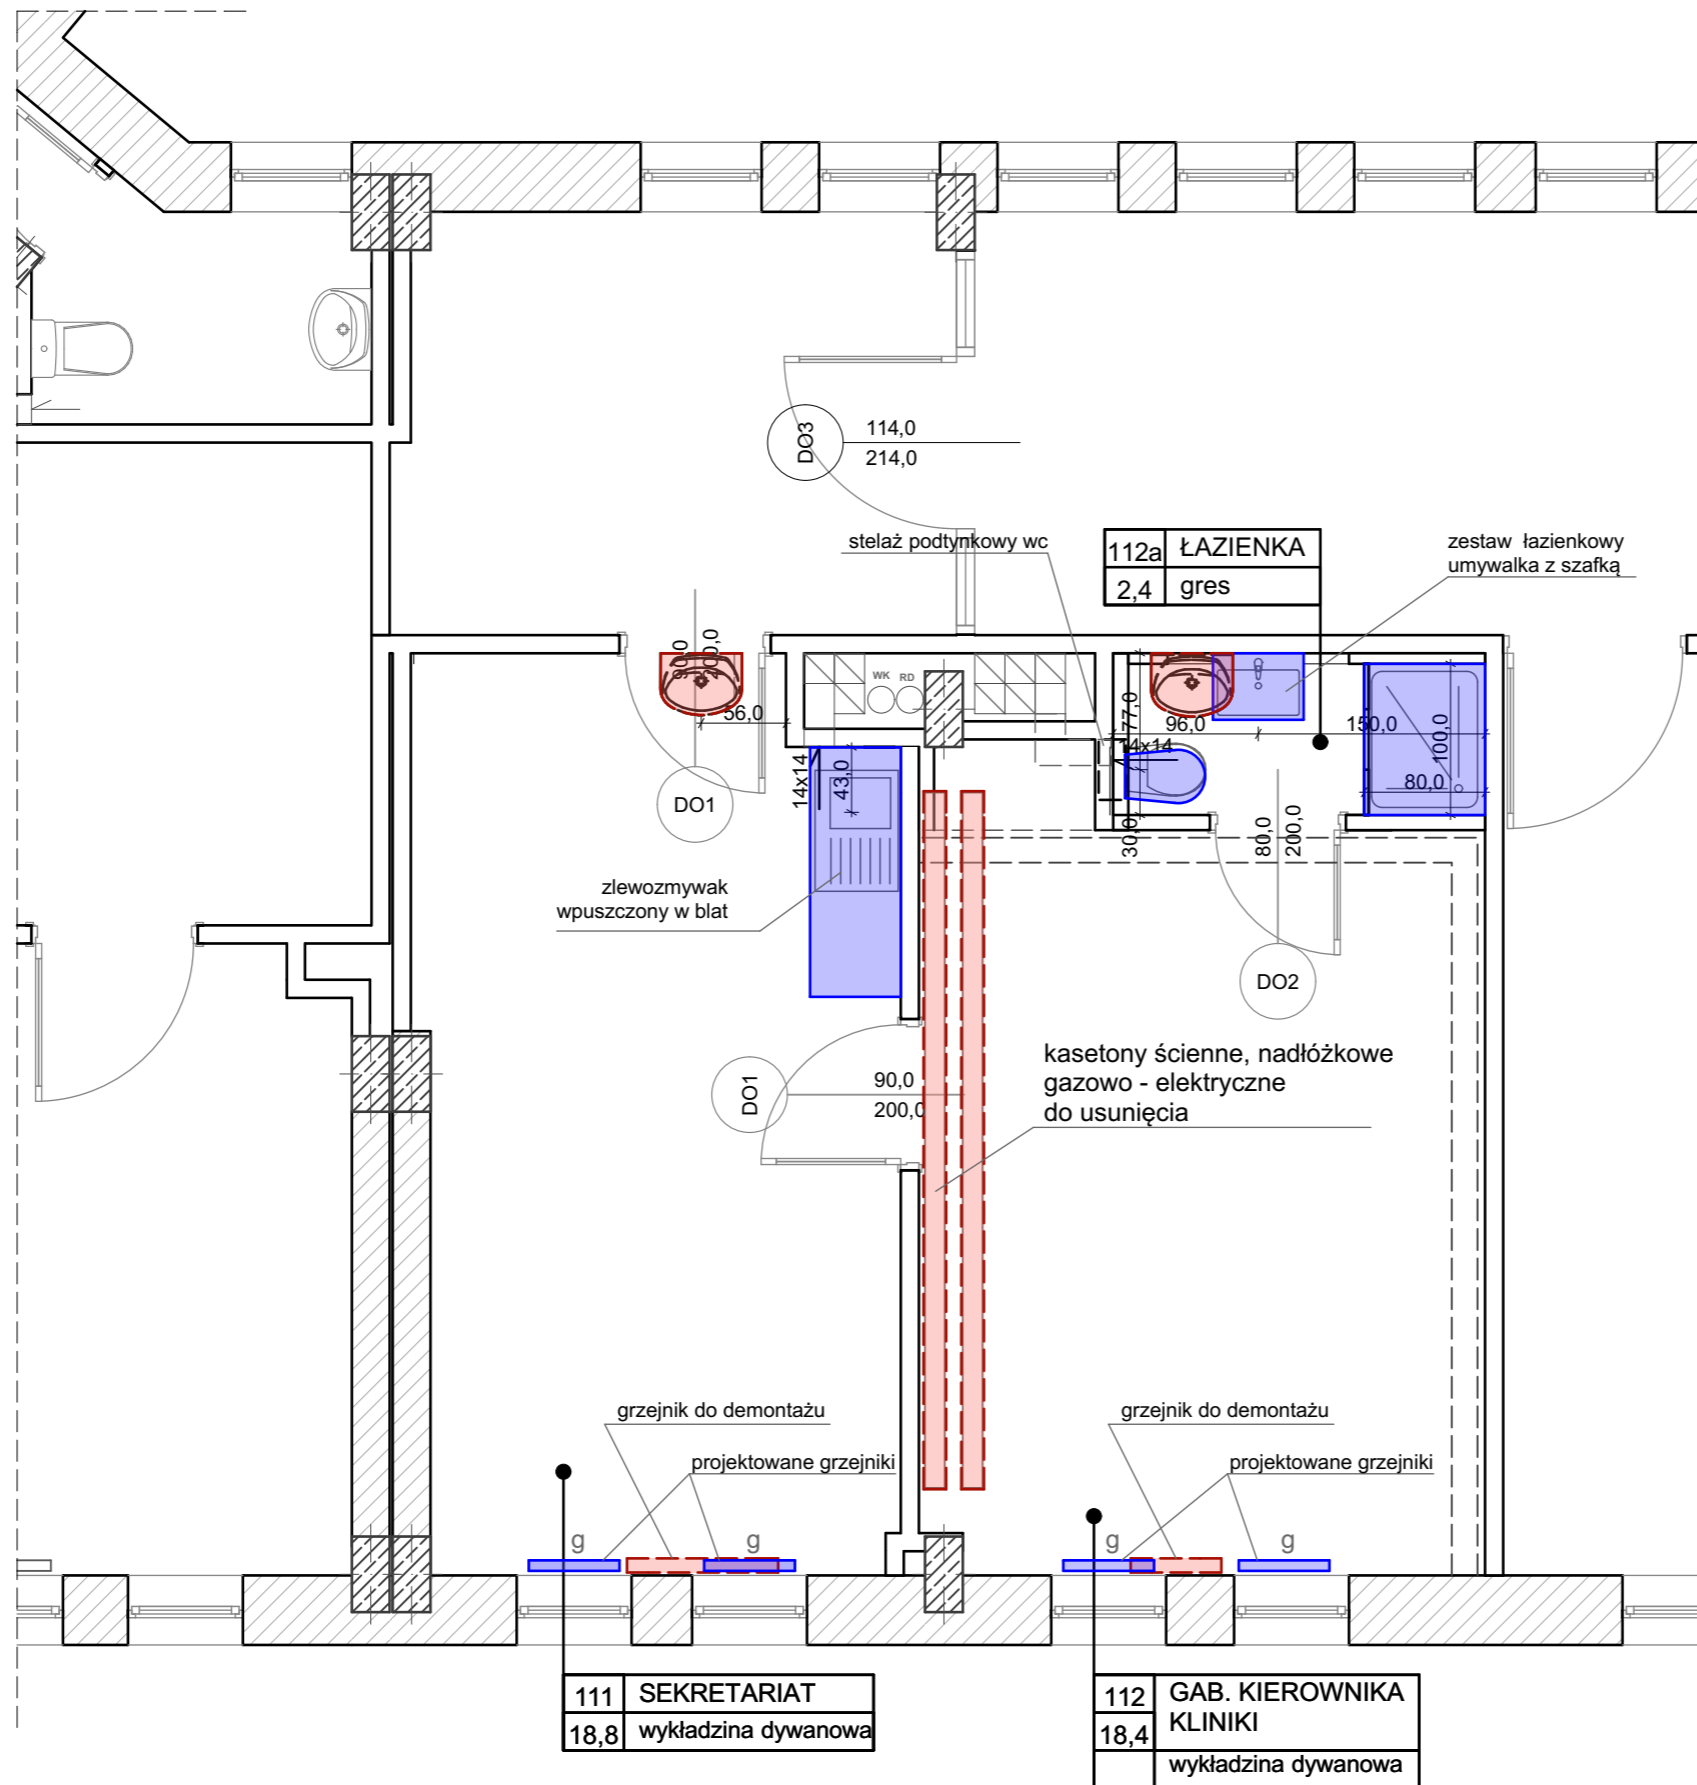 DO3
114,0
214,0
stelaż podtynkowy wc
112a ŁAZIENKA
2,4 gres
zestaw łazienkowy
umywalka z szafką
90,0
200,0
WK RD
56,0
DO1
14x14
43,0
77,0
96,0
150,0
14x14
100,0
80,0
30,0
80,0
200,0
DO2
zlewozmywak
wpuszczony w blat
DO1
90,0
200,0
kasetony ścienne, nadłóżkowe
gazowo - elektryczne
do usunięcia
grzejnik do demontażu
projektowane grzejniki
g
g
grzejnik do demontażu
projektowane grzejniki
g
111 SEKRETARIAT
18,8 wykładzina dywanowa
112 GAB. KIEROWNIKA
KLINIKI
18,4
wykładzina dywanowa